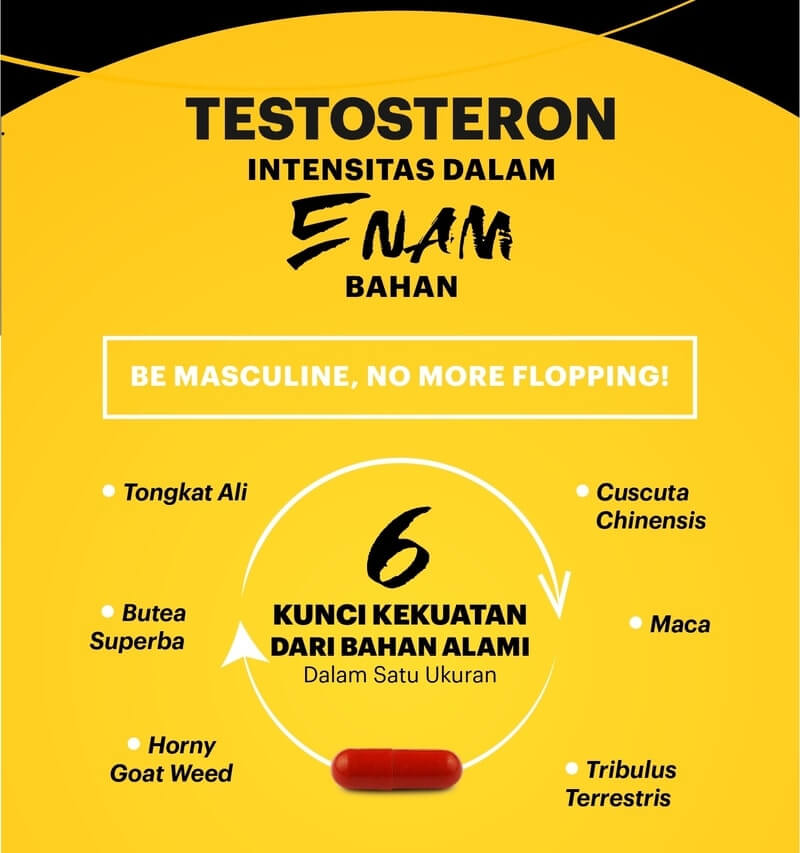 TESTOSTERON
INTENSITAS DALAM
ENAM
BAHAN
BE MASCULINE, NO MORE FLOPPING!
Tongkat Ali
Cuscuta
Chinensis
6
KUNCI KEKUATAN
DARI BAHAN ALAMI
Dalam Satu Ukuran
Butea
Superba
Maca
Horny
Goat Weed
Tribulus
Terrestris